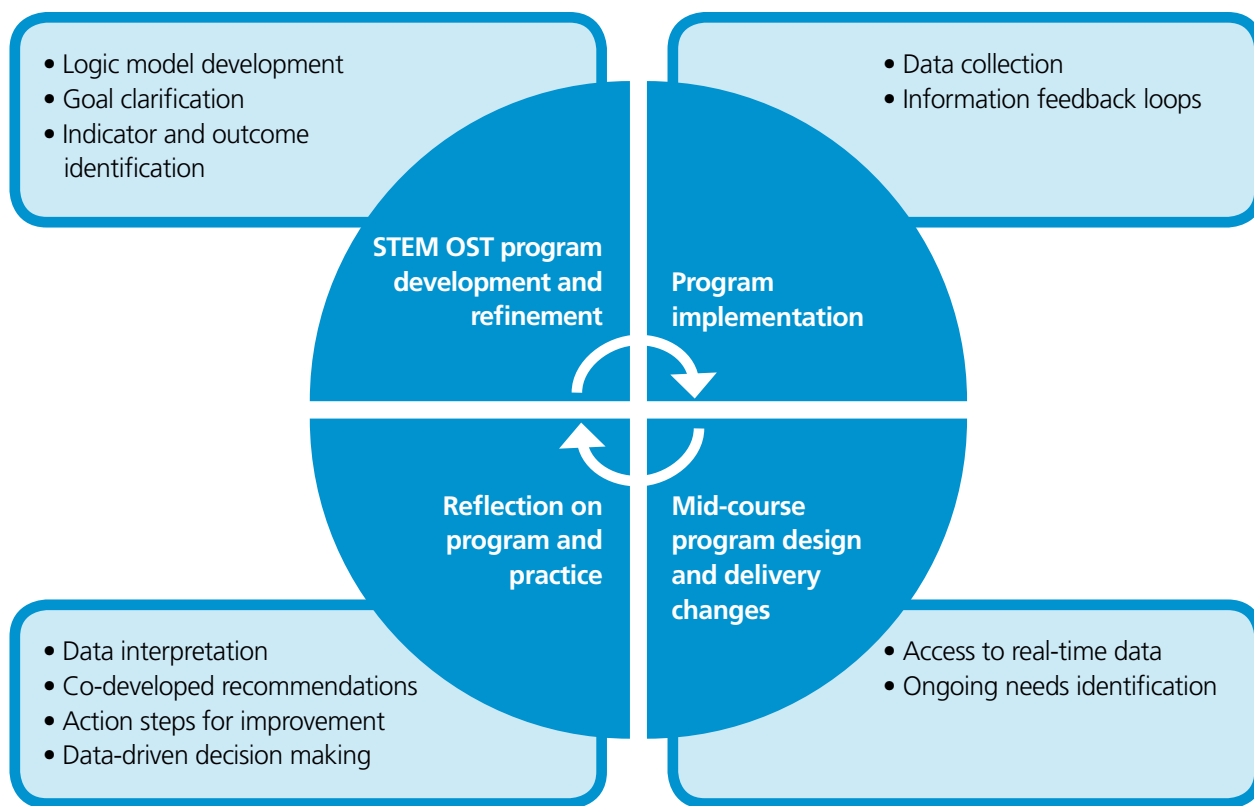 • Logic model development
• Goal clarification
• Indicator and outcome
identification
• Data collection
• Information feedback loops
STEM OST program
development and
refinement
Program
implementation
Reflection on
program and
practice
Mid-course
program design
and delivery
changes
• Data interpretation
• Co-developed recommendations
• Action steps for improvement
• Data-driven decision making
• Access to real-time data
• Ongoing needs identification